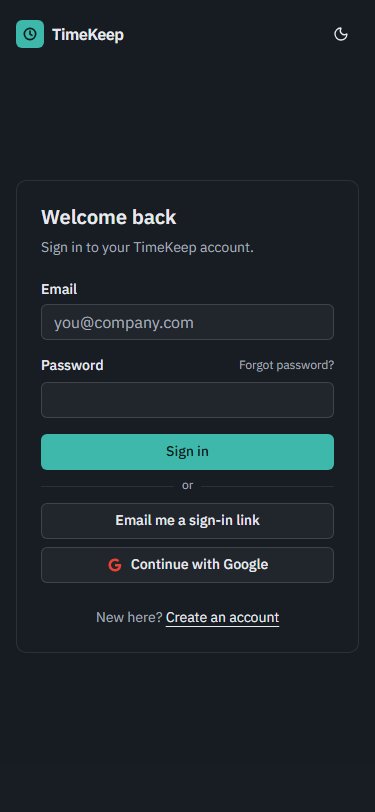 TimeKeep
Welcome back
Sign in to your TimeKeep account.
Email
you@company.com
Password Forgot password?
Sign in
or
Email me a sign-in link
Continue with Google
New here? Create an account